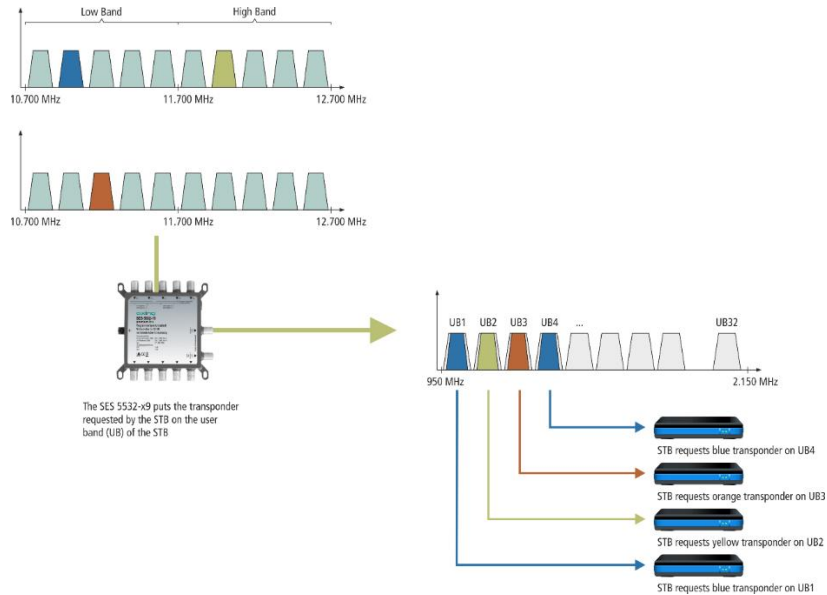 Low Band
High Band
10.700 MHz
11.700 MHz
12.700 MHz
10.700 MHz
11.700 MHz
12.700 MHz
The SES 5532-x9 puts the transponder
requested by the STB on the user
band (UB) of the STB
UB1
UB2
UB3
UB4
...
UB32
950 MHz
2.150 MHz
STB requests blue transponder on UB4
STB requests orange transponder on UB3
STB requests yellow transponder on UB2
STB requests blue transponder on UB1